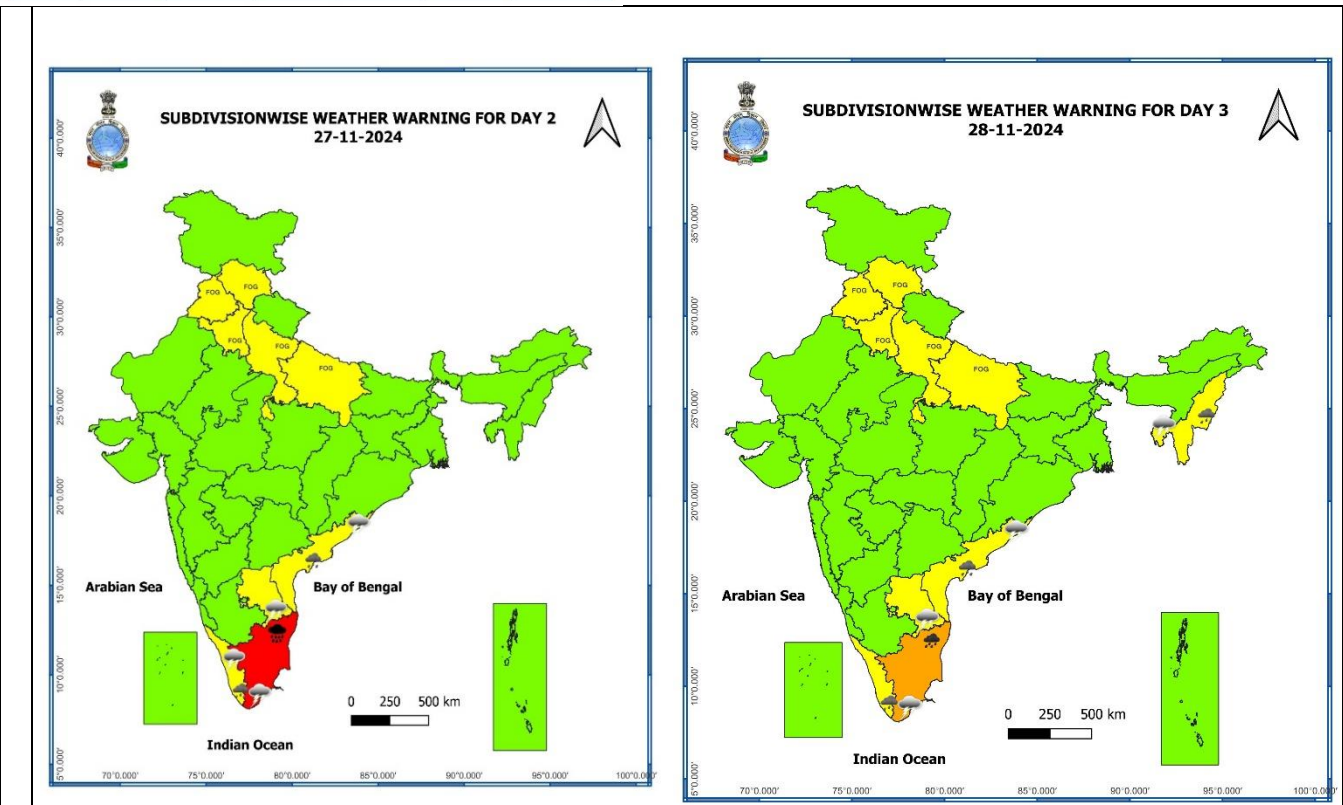 SUBDIVISIONWISE WEATHER WARNING FOR DAY 2
27-11-2024
40°0.000'
35°0.000'
30°0.000'
25°0.000'
20°0.000'
15°0.000'
10°0.000'
5°0.000'
FOG
FOG
FOG
FOG
FOG
Arabian Sea
Bay of Bengal
0 250 500 km
Indian Ocean
70°0.000' 75°0.000' 80°0.000' 85°0.000' 90°0.000' 95°0.000' 100°0.000'
SUBDIVISIONWISE WEATHER WARNING FOR DAY 3
28-11-2024
40°0.000'
35°0.000'
30°0.000'
25°0.000'
20°0.000'
15°0.000'
10°0.000'
5°0.000'
FOG
FOG
FOG
FOG
FOG
Arabian Sea
Bay of Bengal
0 250 500 km
Indian Ocean
70°0.000' 75°0.000' 80°0.000' 85°0.000' 90°0.000' 95°0.000' 100°0.000'